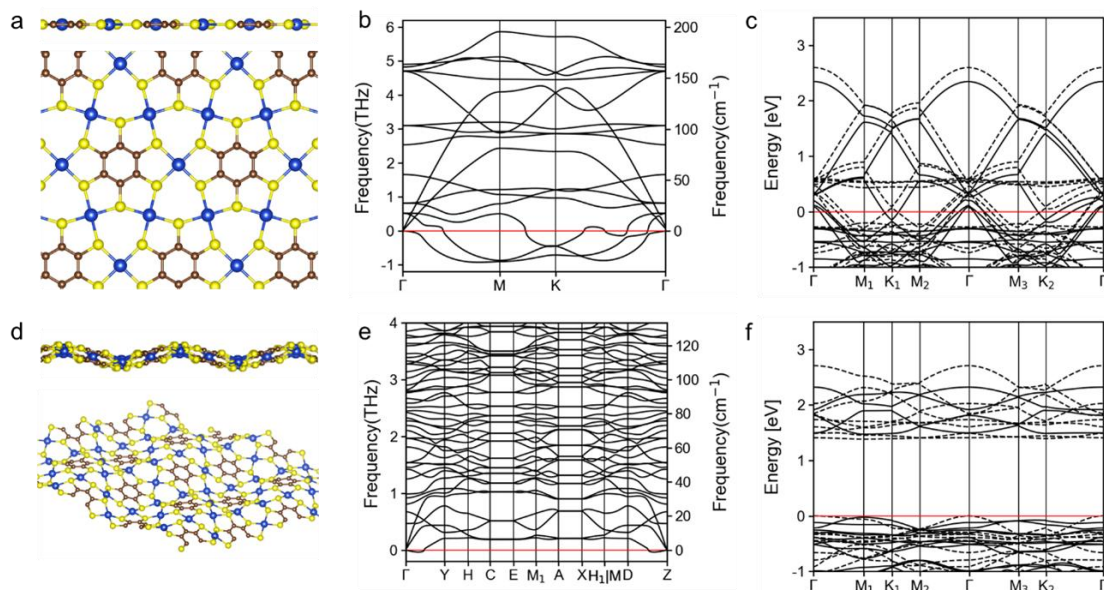 a
b
6
5
4
3
2
1
0
-1
Frequency(THz)
200
150
100
50
0
Frequency(cm⁻¹)
Γ M K Γ
c
3
2
1
0
-1
Energy [eV]
Γ M₁ K₁ M₂ Γ M₃ K₂ Γ
d
e
4
3
2
1
0
Frequency(THz)
120
100
80
60
40
20
0
Frequency(cm⁻¹)
Γ Y H C E M₁ A X H₁|M D Z
f
3
2
1
0
-1
Energy [eV]
Γ M₁ K₁ M₂ Γ M₃ K₂ Γ